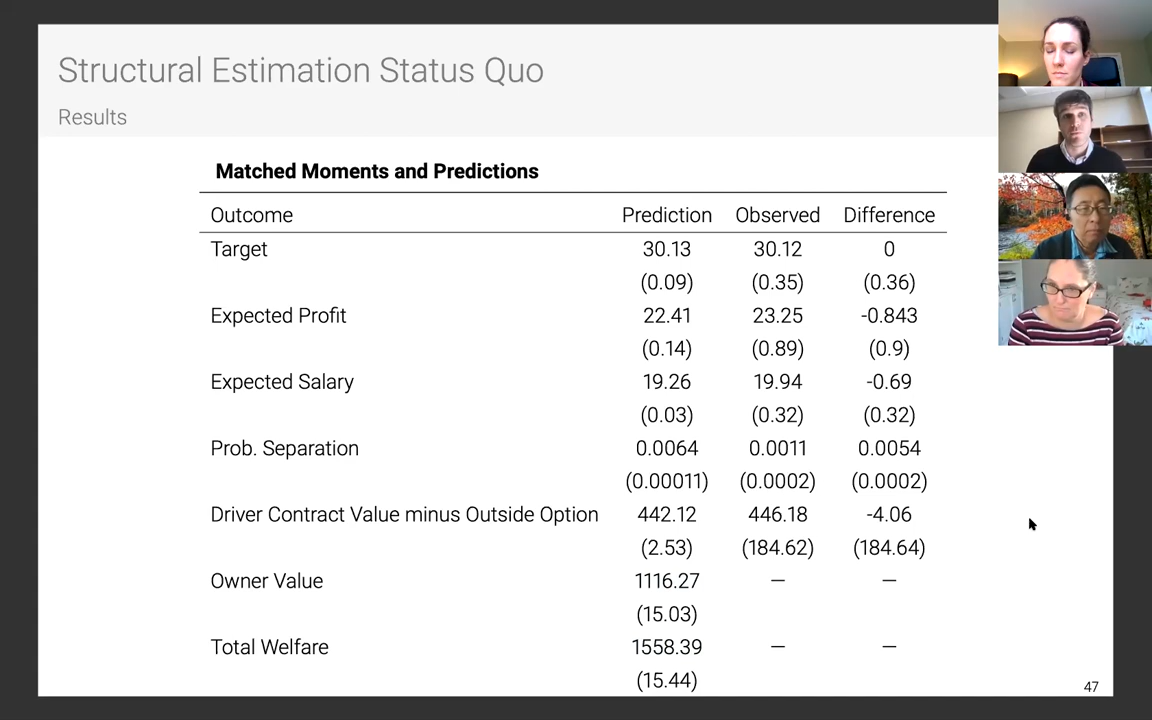 Structural Estimation Status Quo
Results
Matched Moments and Predictions
Outcome Prediction Observed Difference
Target 30.13 30.12 0
(0.09) (0.35) (0.36)
Expected Profit 22.41 23.25 -0.843
(0.14) (0.89) (0.9)
Expected Salary 19.26 19.94 -0.69
(0.03) (0.32) (0.32)
Prob. Separation 0.0064 0.0011 0.0054
(0.00011) (0.0002) (0.0002)
Driver Contract Value minus Outside Option 442.12 446.18 -4.06
(2.53) (184.62) (184.64)
Owner Value 1116.27 — —
(15.03)
Total Welfare 1558.39 — —
(15.44)
47